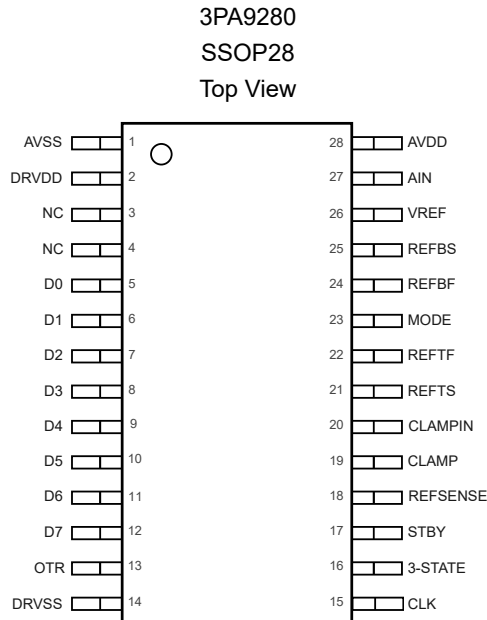 3PA9280
SSOP28
Top View
AVSS 1 28 AVDD
DRVDD 2 27 AIN
NC 3 26 VREF
NC 4 25 REFBS
D0 5 24 REFBF
D1 6 23 MODE
D2 7 22 REFTF
D3 8 21 REFTS
D4 9 20 CLAMPIN
D5 10 19 CLAMP
D6 11 18 REFSENSE
D7 12 17 STBY
OTR 13 16 3-STATE
DRVSS 14 15 CLK